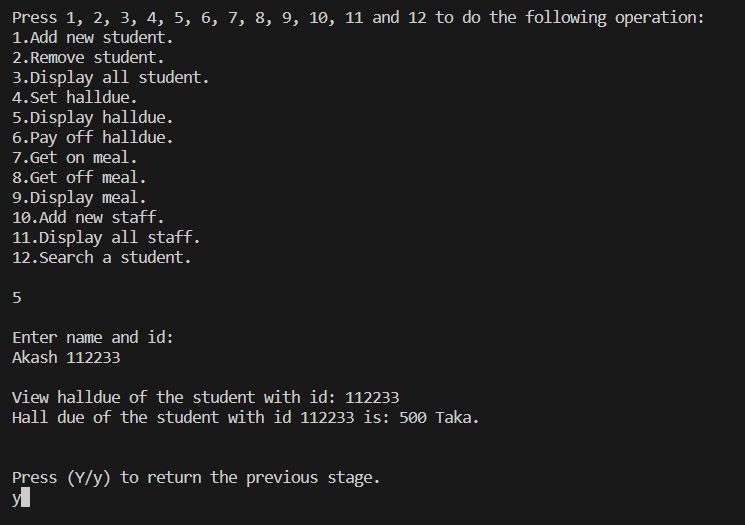 Press 1, 2, 3, 4, 5, 6, 7, 8, 9, 10, 11 and 12 to do the following operation:
1.Add new student.
2.Remove student.
3.Display all student.
4.Set halldue.
5.Display halldue.
6.Pay off halldue.
7.Get on meal.
8.Get off meal.
9.Display meal.
10.Add new staff.
11.Display all staff.
12.Search a student.
5
Enter name and id:
Akash 112233
View halldue of the student with id: 112233
Hall due of the student with id 112233 is: 500 Taka.
Press (Y/y) to return the previous stage.
y